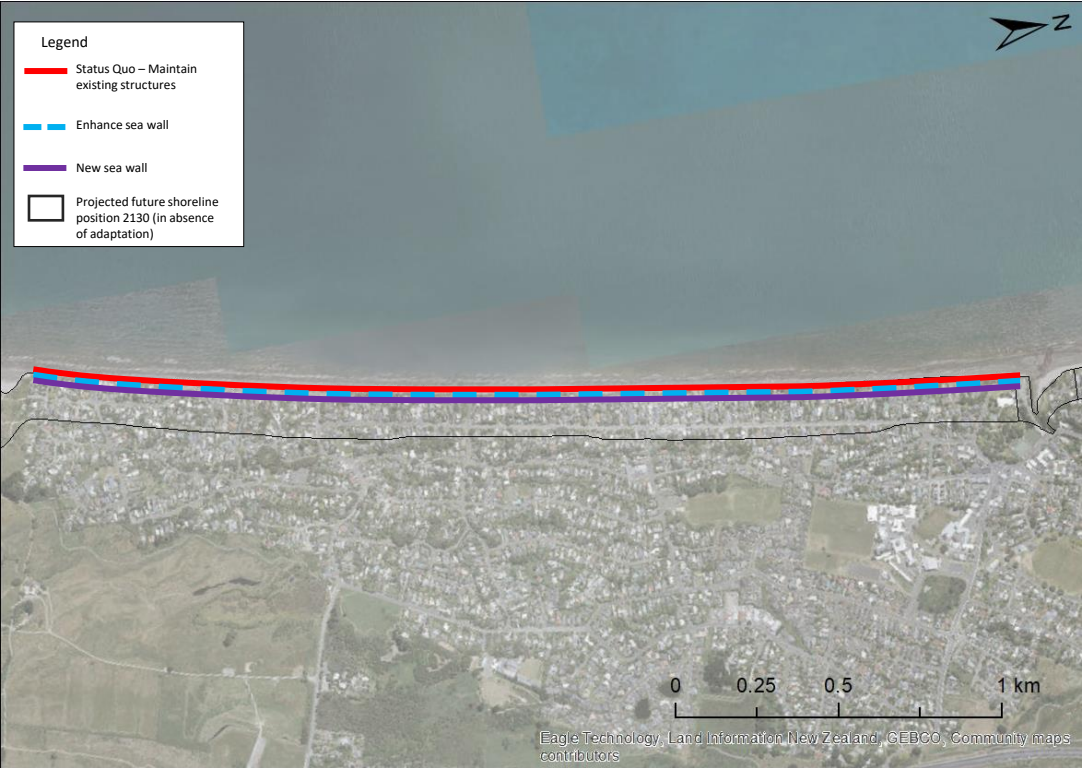 Legend
Status Quo – Maintain
existing structures
Enhance sea wall
New sea wall
Projected future shoreline
position 2130 (in absence
of adaptation)
Z
0 0.25 0.5 1 km
Eagle Technology, Land Information New Zealand, GEBCO, Community maps
contributors